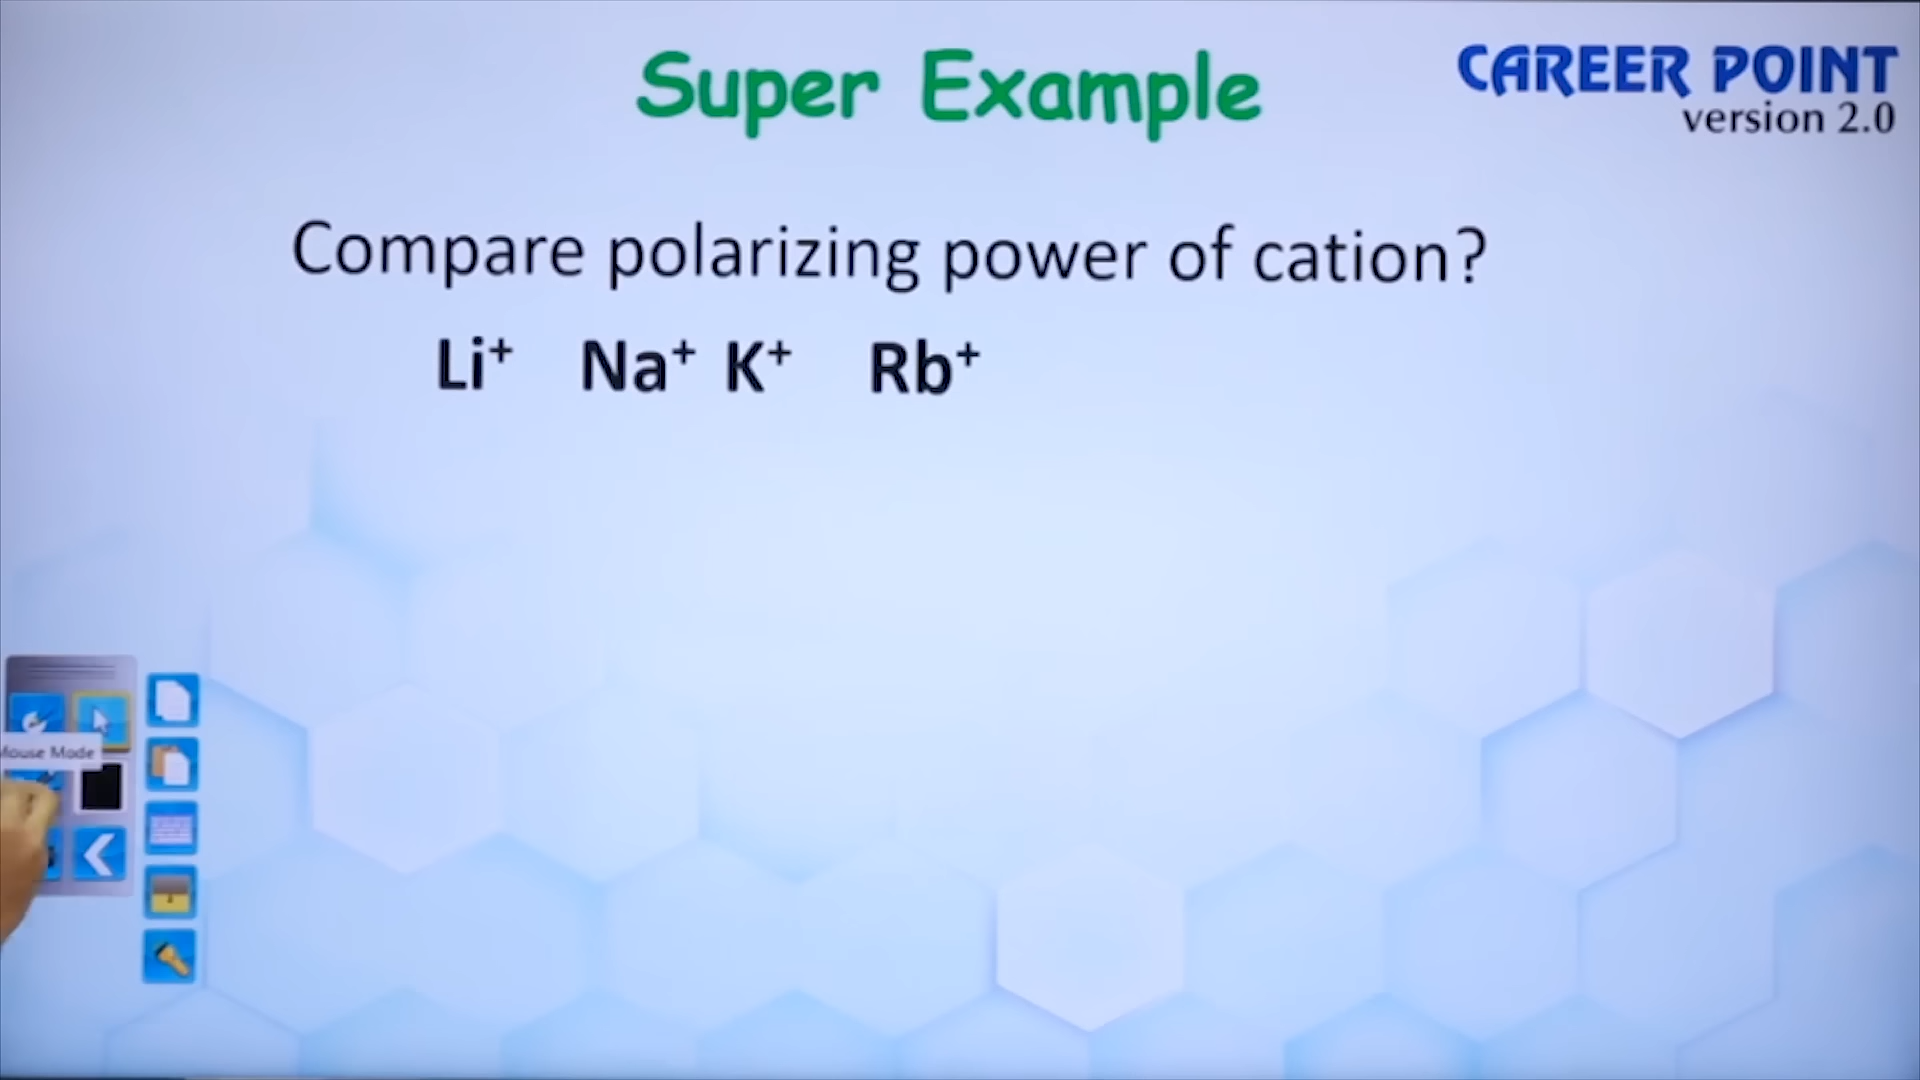 Super Example
CAREER POINT
version 2.0
Compare polarizing power of cation?
Li⁺ Na⁺ K⁺ Rb⁺
Mouse Mode